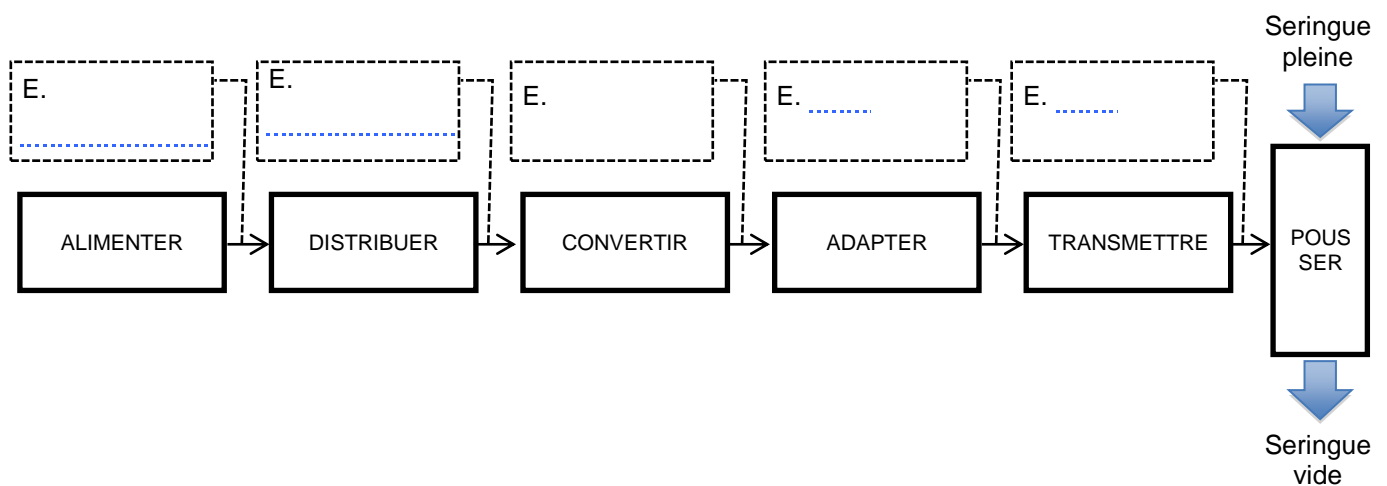 Seringue
pleine
E.
E.
E.
E.
E.
ALIMENTER
DISTRIBUER
CONVERTIR
ADAPTER
TRANSMETTRE
POUS
SER
Seringue
vide